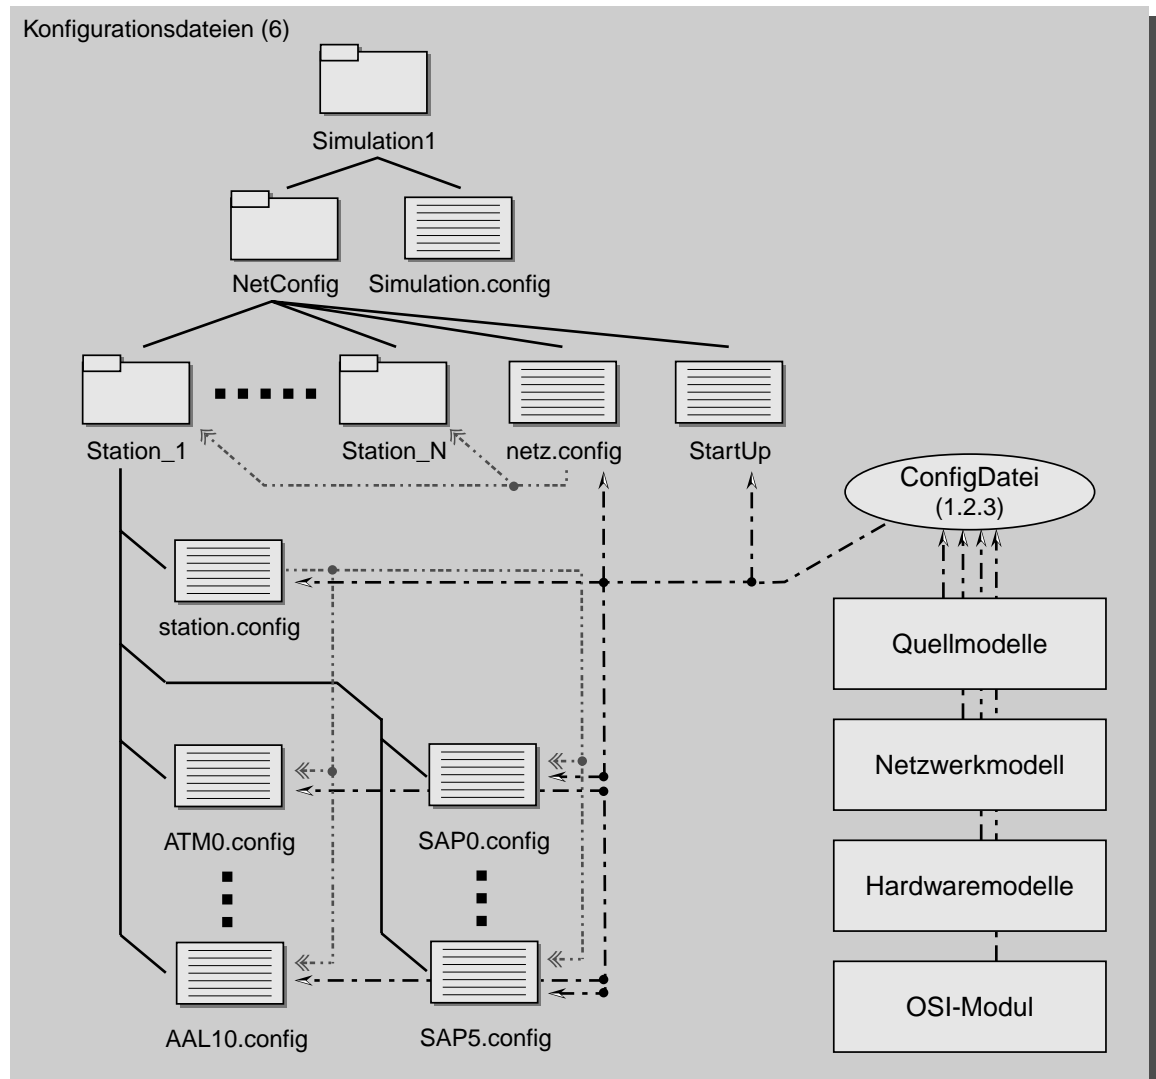 Konfigurationsdateien (6)
Simulation1
NetConfig
Simulation.config
Station_1
Station_N
netz.config
StartUp
ConfigDatei
(1.2.3)
station.config
Quellmodelle
Netzwerkmodell
ATM0.config
SAP0.config
Hardwaremodelle
OSI-Modul
AAL10.config
SAP5.config